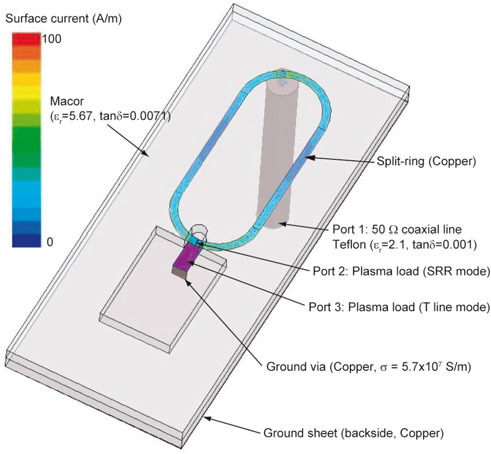 Surface current (A/m)
100
Macor
(εr=5.67, tanδ=0.0071)
0
Split-ring (Copper)
Port 1: 50 Ω coaxial line
Teflon (εr=2.1, tanδ=0.001)
Port 2: Plasma load (SRR mode)
Port 3: Plasma load (T line mode)
Ground via (Copper, σ = 5.7x10⁷ S/m)
Ground sheet (backside, Copper)